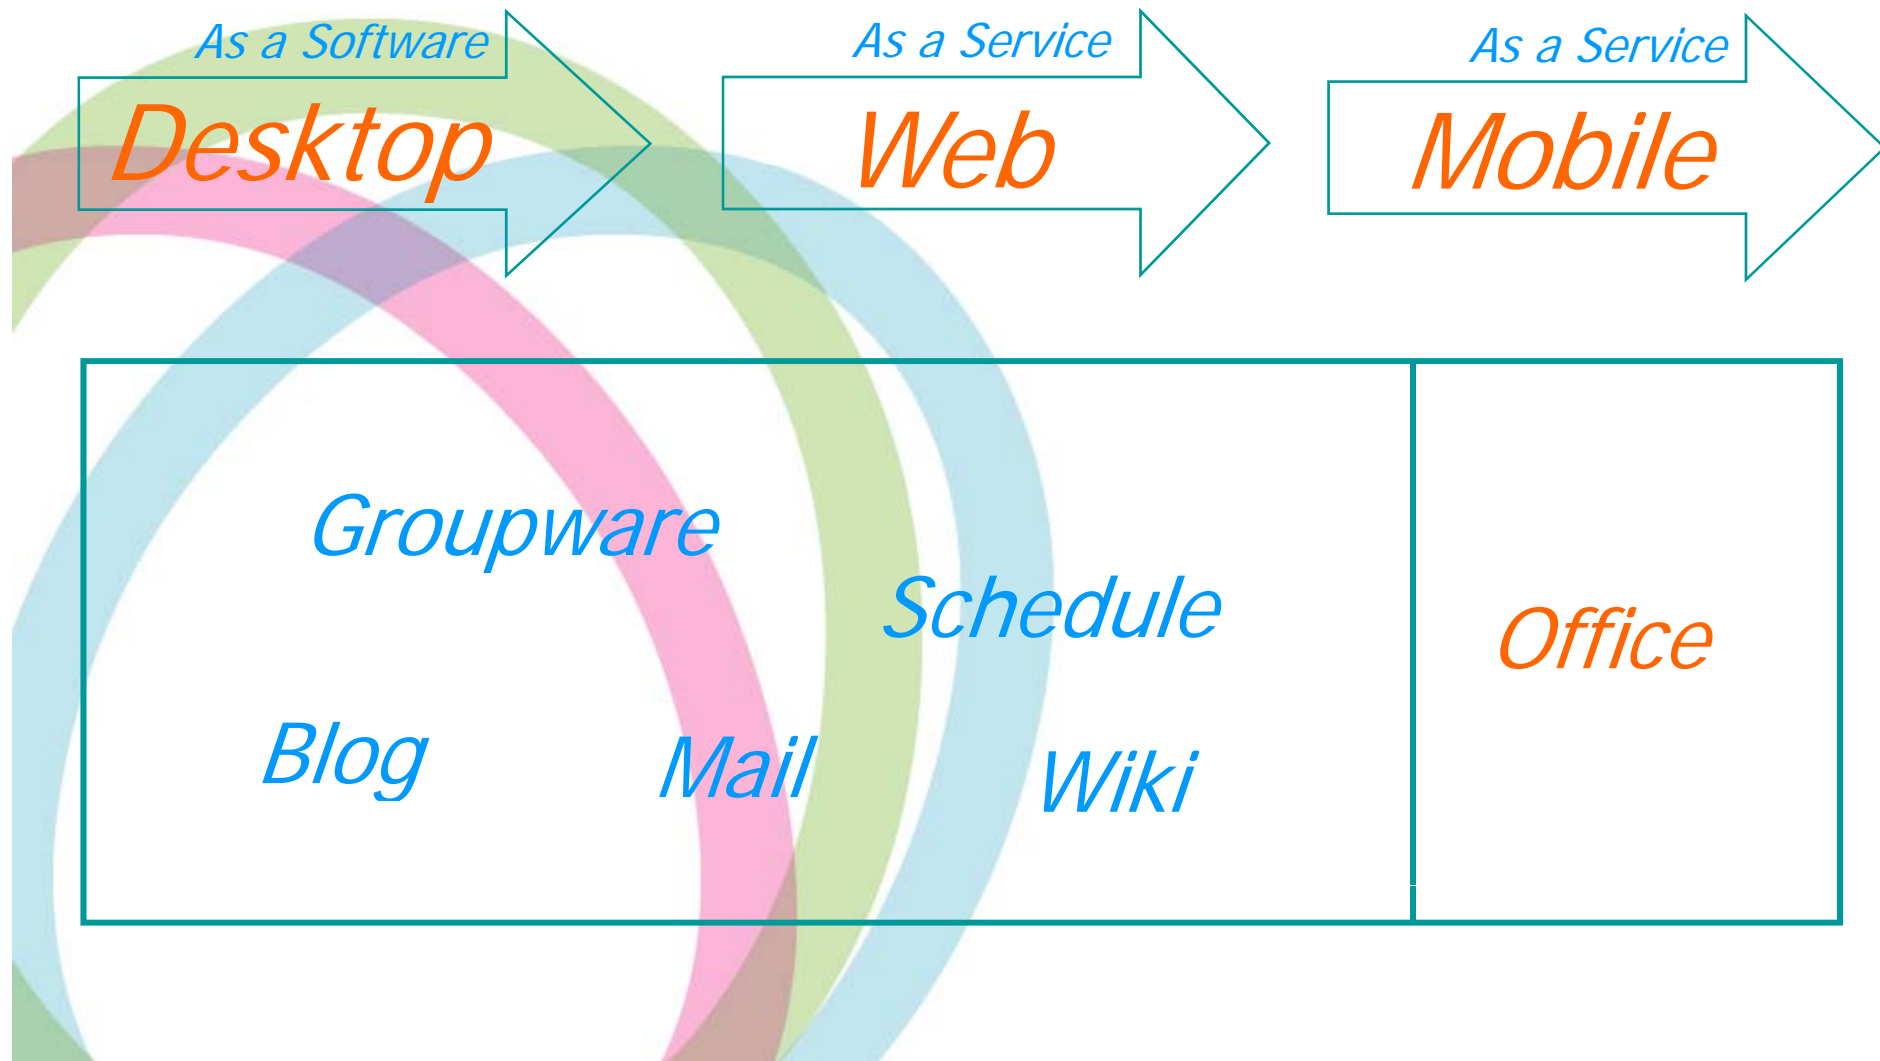 As a Software
Desktop
As a Service
Web
As a Service
Mobile
Groupware
Schedule
Office
Blog
Mail
Wiki